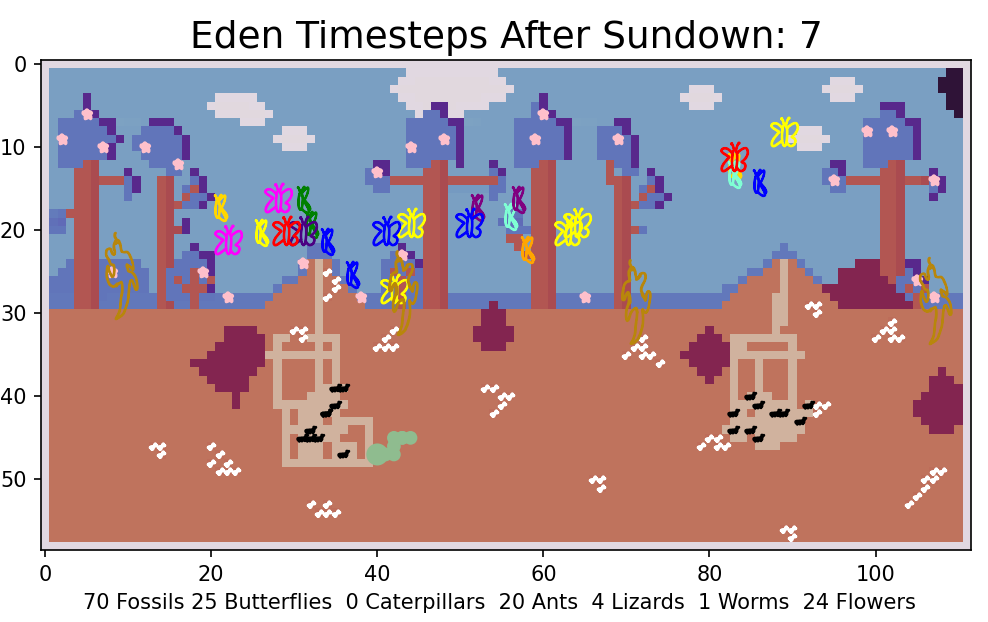 Eden Timesteps After Sundown: 7
0
10
20
30
40
50
0 20 40 60 80 100
70 Fossils 25 Butterflies 0 Caterpillars 20 Ants 4 Lizards 1 Worms 24 Flowers